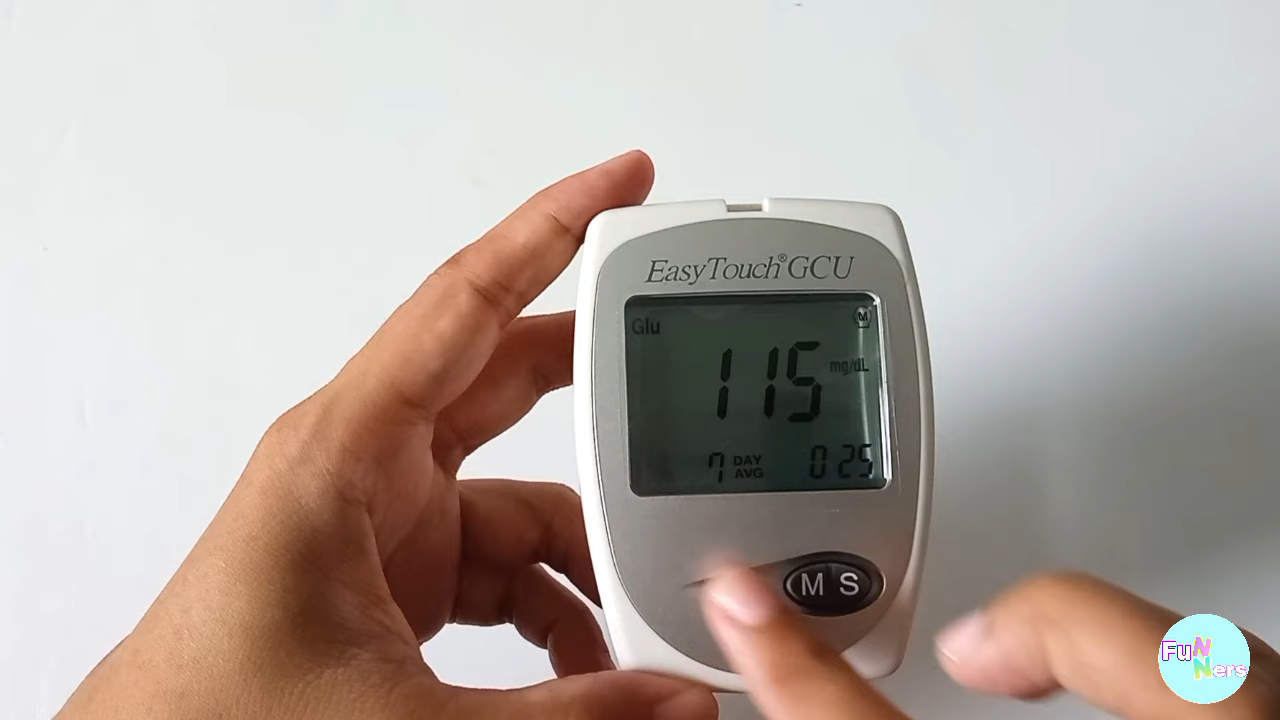 EasyTouch® GCU
Glu M
115 mg/dL
7 DAY AVG 025
M S
FuNNers